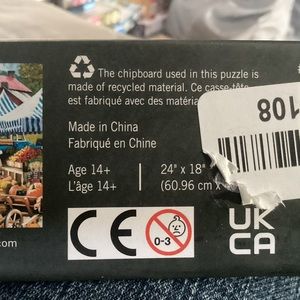 The chipboard used in this puzzle is
made of recycled material. Ce casse-tête
est fabriqué avec des
Made in China
Fabriqué en Chine
Age 14+
L'âge 14+
24" x 18"
(60.96 cm x
108
CE
0-3
UK
CA
.com